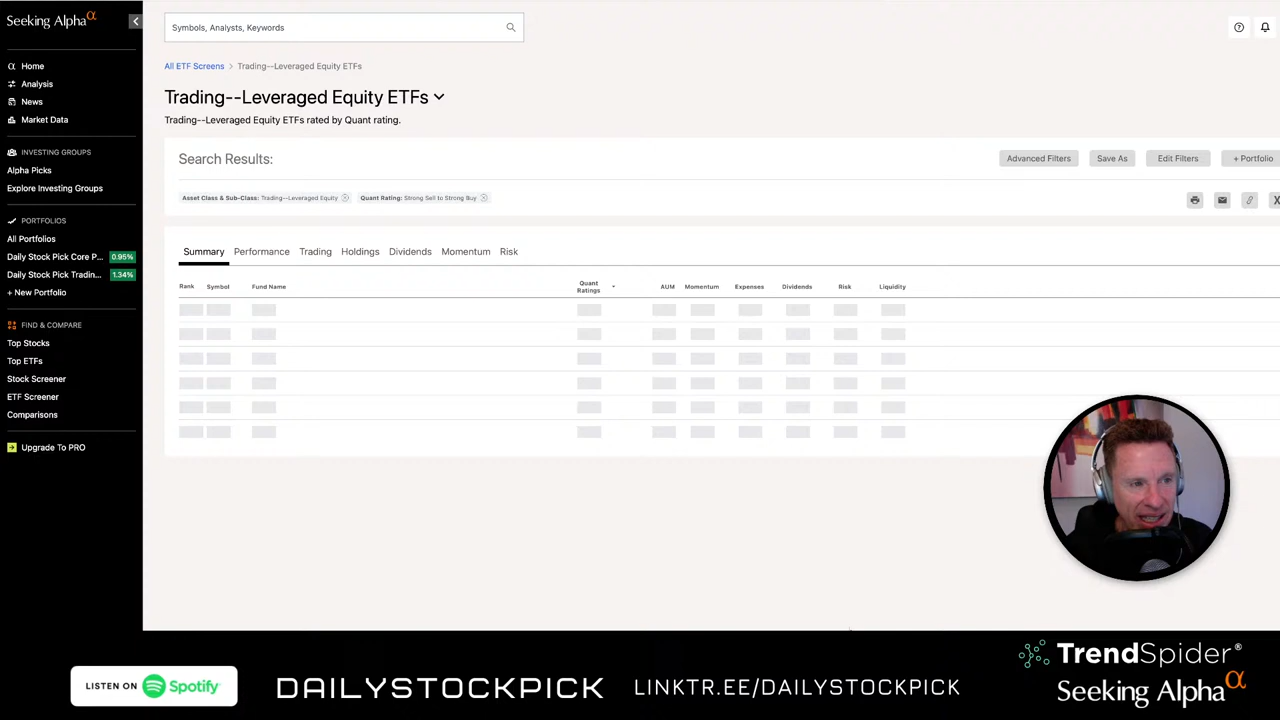 Seeking Alpha α
Symbols, Analysts, Keywords
Home
Analysis
News
Market Data
INVESTING GROUPS
Alpha Picks
Explore Investing Groups
PORTFOLIOS
All Portfolios
Daily Stock Pick Core P... 0.95%
Daily Stock Pick Tradin... 1.34%
+ New Portfolio
FIND & COMPARE
Top Stocks
Top ETFs
Stock Screener
ETF Screener
Comparisons
Upgrade To PRO
All ETF Screens > Trading--Leveraged Equity ETFs
Trading--Leveraged Equity ETFs
Trading--Leveraged Equity ETFs rated by Quant rating.
Search Results:
Advanced Filters Save As Edit Filters + Portfolio
Asset Class & Sub-Class: Trading--Leveraged Equity Quant Rating: Strong Sell to Strong Buy
Summary Performance Trading Holdings Dividends Momentum Risk
Rank Symbol Fund Name Quant Ratings AUM Momentum Expenses Dividends Risk Liquidity
LISTEN ON Spotify
DAILYSTOCKPICK
LINKTR.EE/DAILYSTOCKPICK
TrendSpider®
Seeking Alpha α